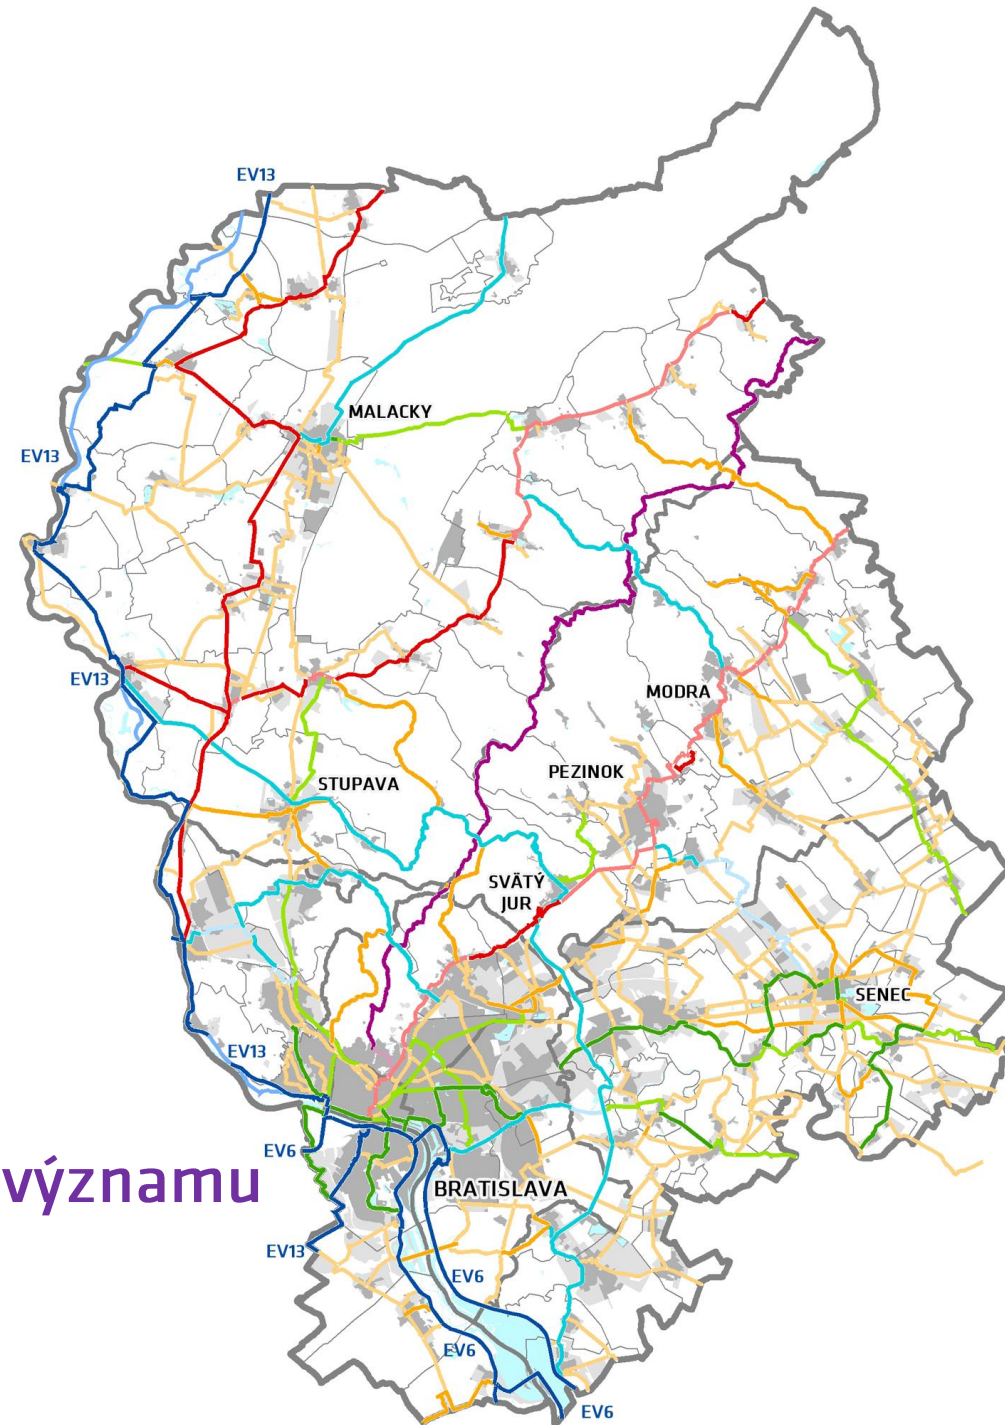 EV13
MALACKY
EV13
EV13
MODRA
PEZINOK
STUPAVA
SVÄTÝ
JUR
SENEC
EV13
EV6
významu
BRATISLAVA
EV13
EV6
EV6
EV6